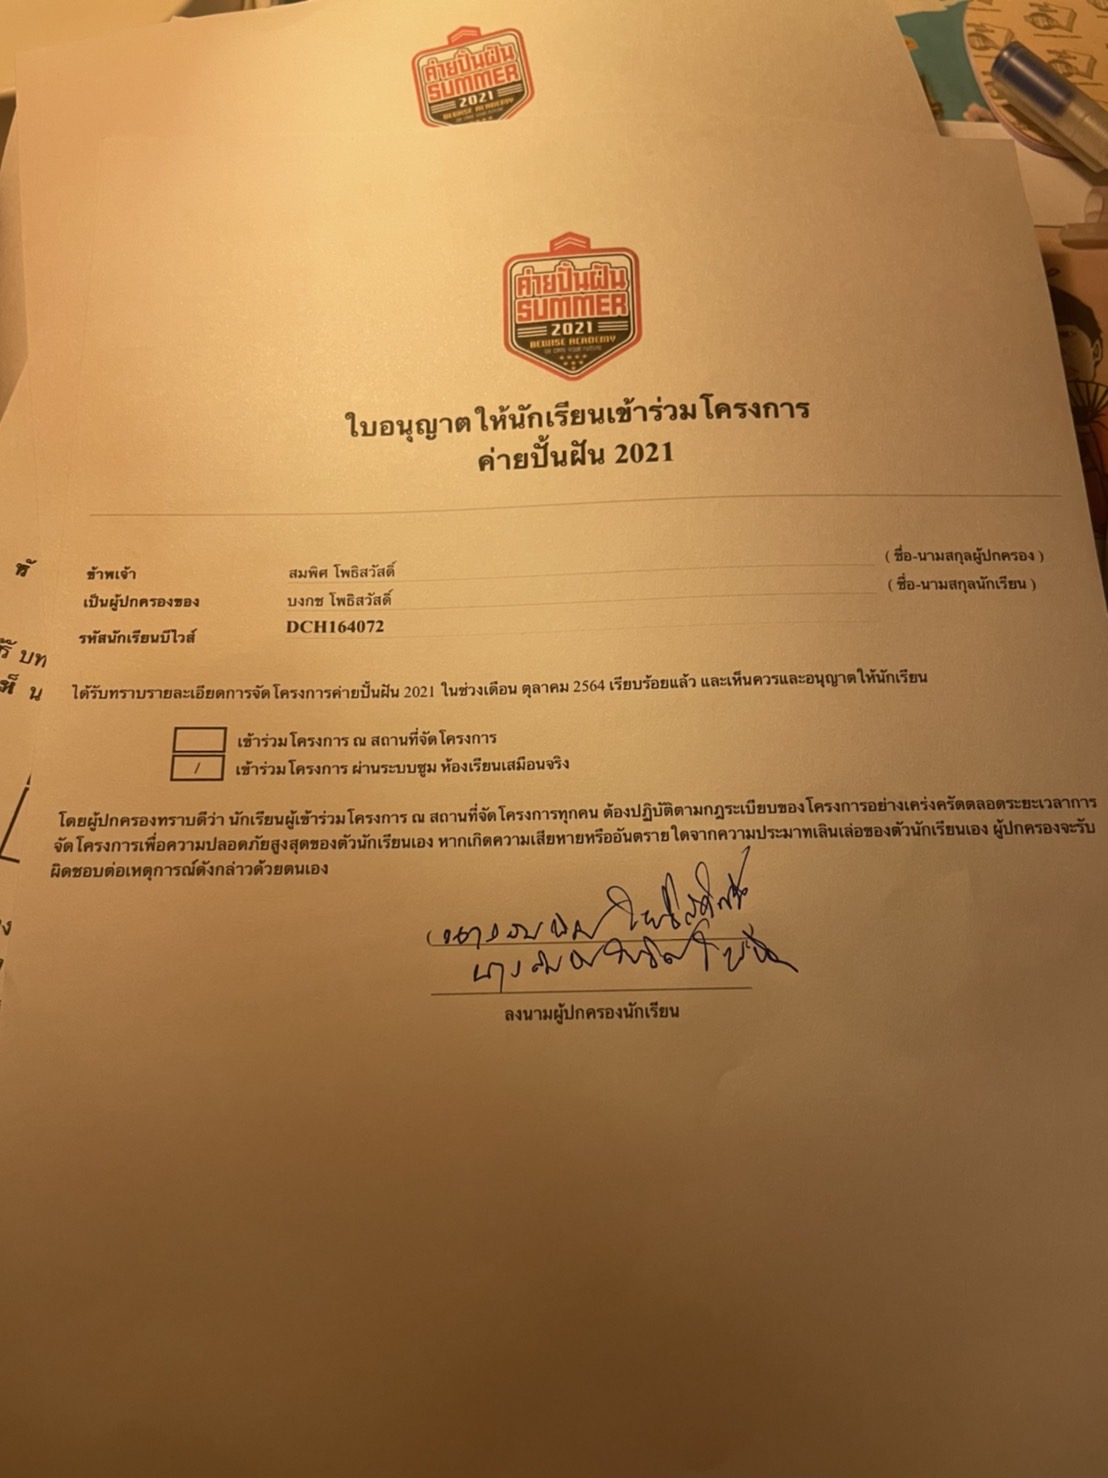 ค่ายปั้นฝัน
SUMMER
2021
BEWISE ACADEMY
ค่ายปั้นฝัน
SUMMER
2021
BEWISE ACADEMY
ใบอนุญาตให้นักเรียนเข้าร่วมโครงการ
ค่ายปั้นฝัน 2021
ข้าพเจ้า สมพิศ โพธิสวัสดิ์ ( ชื่อ-นามสกุลผู้ปกครอง )
เป็นผู้ปกครองของ บงกช โพธิสวัสดิ์ ( ชื่อ-นามสกุลนักเรียน )
รหัสนักเรียนบีไวส์ DCH164072
ได้รับทราบรายละเอียดการจัดโครงการค่ายปั้นฝัน 2021 ในช่วงเดือน ตุลาคม 2564 เรียบร้อยแล้ว และเห็นควรและอนุญาตให้นักเรียน
เข้าร่วมโครงการ ณ สถานที่จัดโครงการ
/ เข้าร่วมโครงการ ผ่านระบบซูม ห้องเรียนเสมือนจริง
โดยผู้ปกครองทราบดีว่า นักเรียนผู้เข้าร่วมโครงการ ณ สถานที่จัดโครงการทุกคน ต้องปฏิบัติตามกฎระเบียบของโครงการอย่างเคร่งครัดตลอดระยะเวลาการ
จัดโครงการเพื่อความปลอดภัยสูงสุดของตัวนักเรียนเอง หากเกิดความเสียหายหรืออันตรายใดจากความประมาทเลินเล่อของตัวนักเรียนเอง ผู้ปกครองจะรับ
ผิดชอบต่อเหตุการณ์ดังกล่าวด้วยตนเอง
ลงนามผู้ปกครองนักเรียน